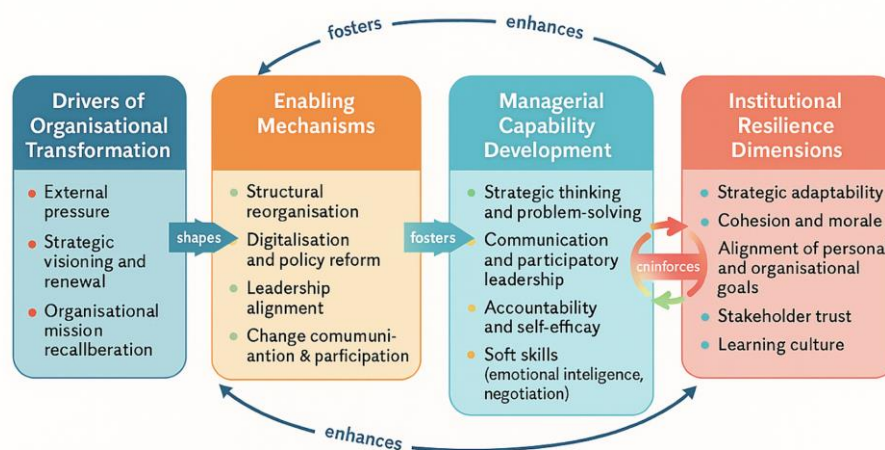 fosters
enhances
Drivers of
Organisational
Transformation
External
pressure
Strategic
visioning and
renewal
Organisational
mission
recallberation
shapes
Enabling
Mechanisms
Structural
reorganisation
Digitalisation
and policy reform
Leadership
alignment
Change comumuni-
antion & participation
fosters
Managerial
Capability
Development
Strategic thinking
and problem-solving
Communication
and participatory
leadership
Accountability
and self-efficay
Soft skills
(emotional inteligence,
negotiation)
cninforces
Institutional
Resilience
Dimensions
Strategic adaptability
Cohesion and morale
Alignment of persona
and organisational
goals
Stakeholder trust
Learning culture
enhances